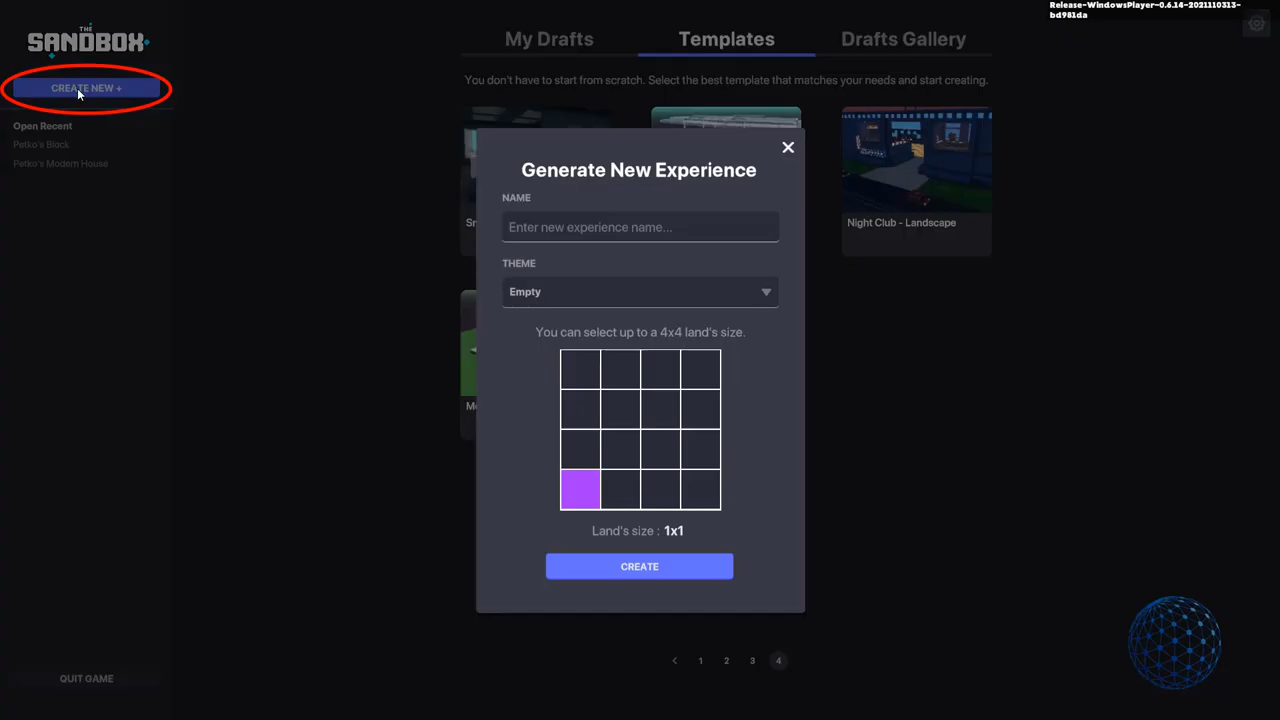 Release-WindowsPlayer-0.6.14-2021110313-
bd981da
THE
SANDBOX
My Drafts
Templates
Drafts Gallery
You don't have to start from scratch. Select the best template that matches your needs and start creating.
CREATE NEW +
Open Recent
Petko's Block
Petko's Modern House
Generate New Experience
NAME
Enter new experience name...
THEME
Empty
You can select up to a 4x4 land's size.
Land's size : 1x1
CREATE
Night Club - Landscape
< 1 2 3 4
QUIT GAME